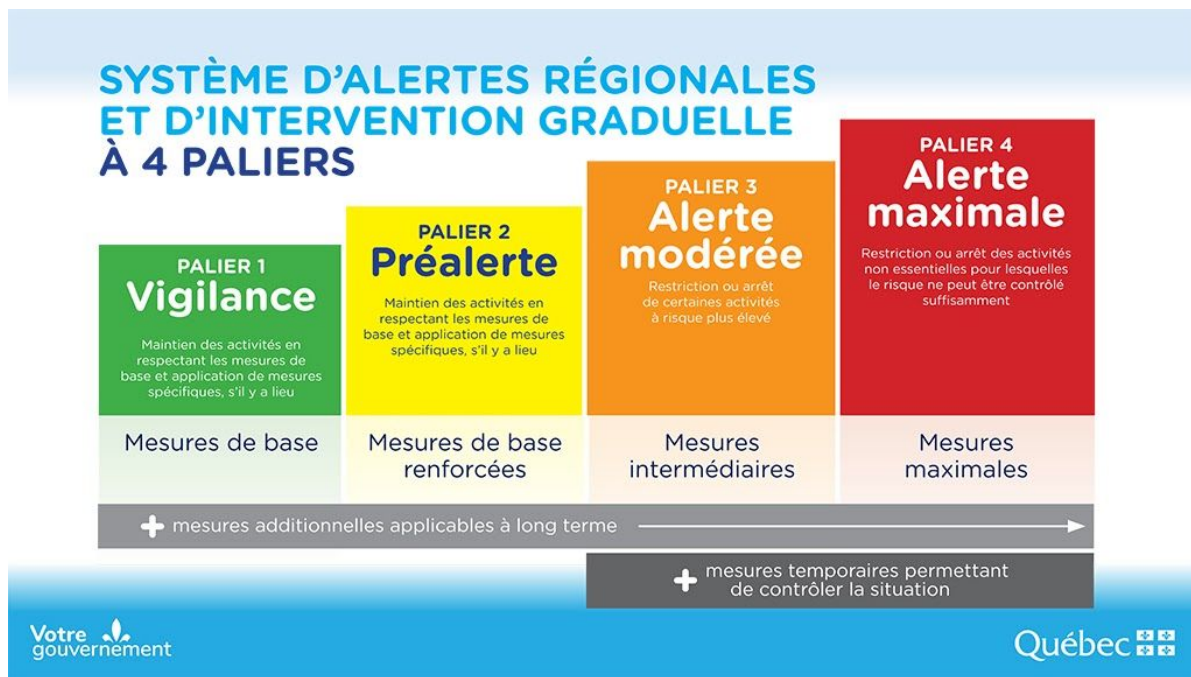 SYSTÈME D'ALERTES RÉGIONALES
ET D'INTERVENTION GRADUELLE
À 4 PALIERS
PALIER 1
Vigilance
Maintien des activités en
respectant les mesures de
base et application de mesures
spécifiques, s'il y a lieu
Mesures de base
PALIER 2
Préalerte
Maintien des activités en
respectant les mesures de
base et application de mesures
spécifiques, s'il y a lieu
Mesures de base
renforcées
PALIER 3
Alerte
modérée
Restriction ou arrêt
de certaines activités
à risque plus élevé
Mesures
intermédiaires
PALIER 4
Alerte
maximale
Restriction ou arrêt des activités
non essentielles pour lesquelles
le risque ne peut être contrôlé
suffisamment
Mesures
maximales
+ mesures additionnelles applicables à long terme
+ mesures temporaires permettant
de contrôler la situation
Votre
gouvernement
Québec